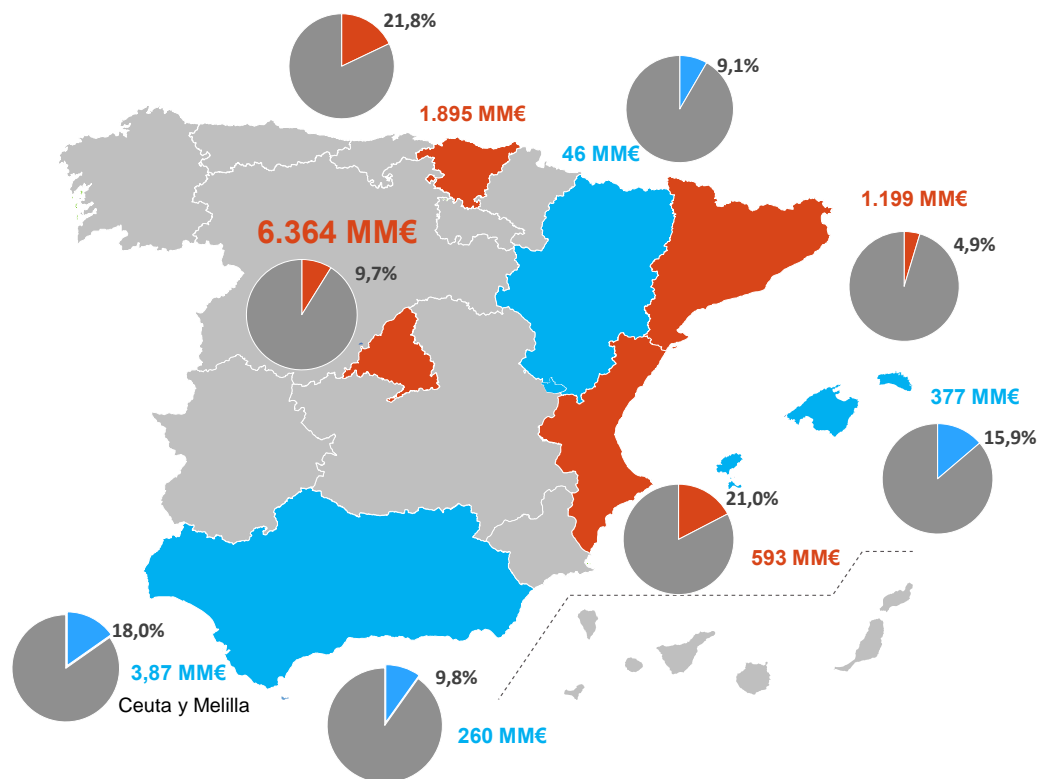 21,8%
9,1%
1.895 MM€
46 MM€
1.199 MM€
6.364 MM€
4,9%
9,7%
377 MM€
15,9%
21,0%
593 MM€
18,0%
3,87 MM€
9,8%
Ceuta y Melilla
260 MM€